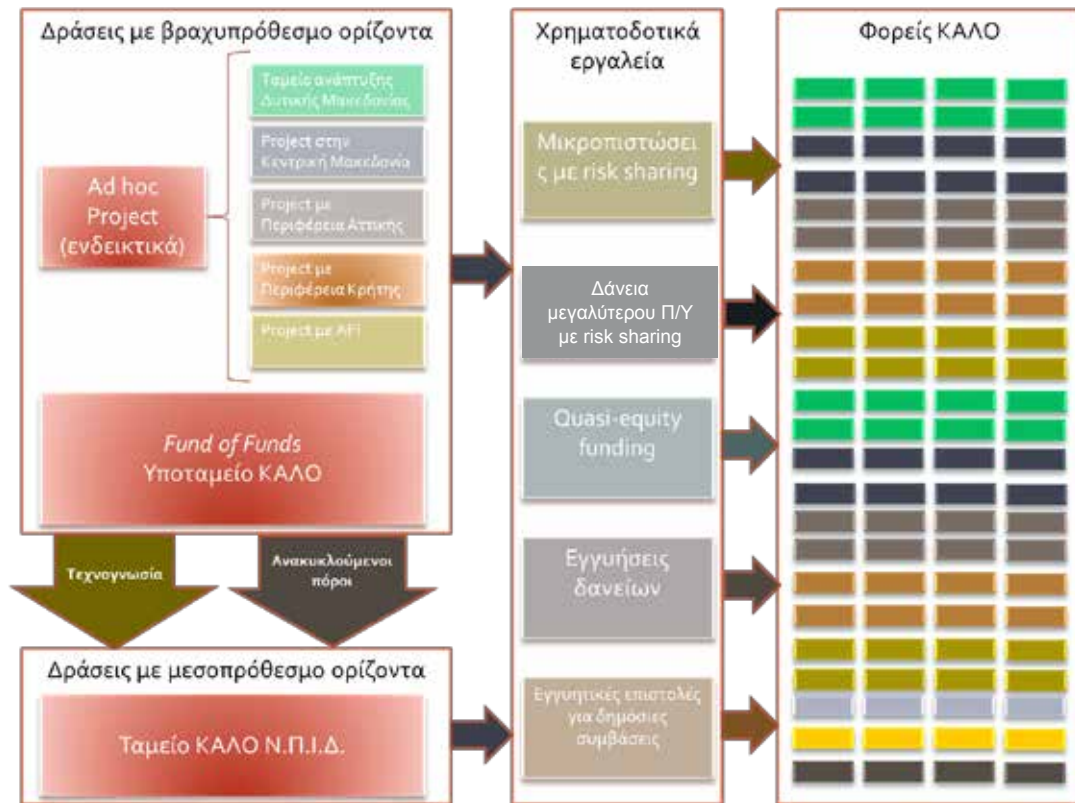 Δράσεις με βραχυπρόθεσμο ορίζοντα
Ad hoc
Project
(ενδεικτικά)
Ταμείο ανάπτυξης
Δυτικής Μακεδονίας
Project στην
Κεντρική Μακεδονία
Project με
Περιφέρεια Αττικής
Project με
Περιφέρεια Κρήτης
Project με AFI
Fund of Funds
Υποταμείο ΚΑΛΟ
Τεχνογνωσία
Ανακυκλούμενοι
πόροι
Δράσεις με μεσοπρόθεσμο ορίζοντα
Ταμείο ΚΑΛΟ Ν.Π.Ι.Δ.
Χρηματοδοτικά
εργαλεία
Μικροπιστώσει
ς με risk sharing
Δάνεια
μεγαλύτερου Π/Υ
με risk sharing
Quasi-equity
funding
Εγγυήσεις
δανείων
Εγγυητικές επιστολές
για δημόσιες
συμβάσεις
Φορείς ΚΑΛΟ